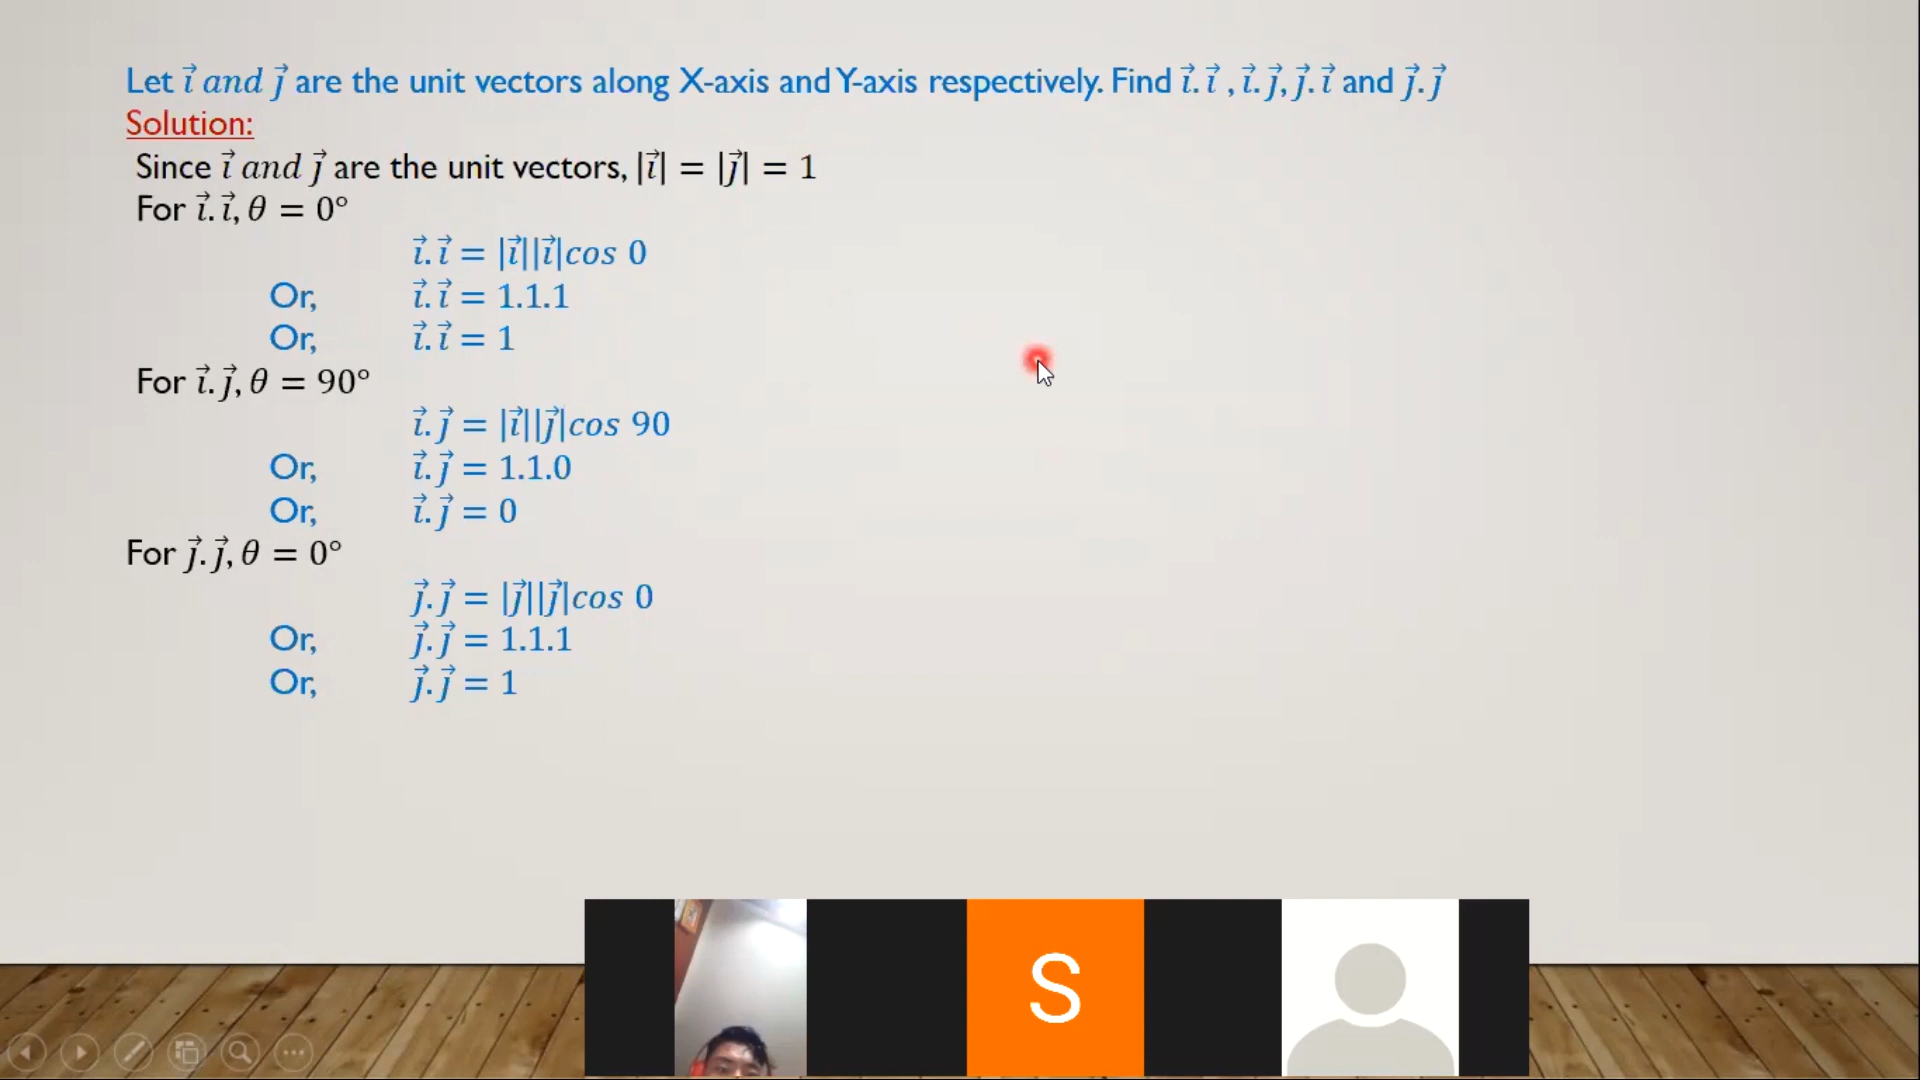 Let i⃗ and j⃗ are the unit vectors along X-axis and Y-axis respectively. Find i⃗.i⃗ , i⃗.j⃗, j⃗.i⃗ and j⃗.j⃗
Solution:
Since i⃗ and j⃗ are the unit vectors, |i⃗| = |j⃗| = 1
For i⃗.i⃗, θ = 0°
i⃗.i⃗ = |i⃗||i⃗|cos 0
Or, i⃗.i⃗ = 1.1.1
Or, i⃗.i⃗ = 1
For i⃗.j⃗, θ = 90°
i⃗.j⃗ = |i⃗||j⃗|cos 90
Or, i⃗.j⃗ = 1.1.0
Or, i⃗.j⃗ = 0
For j⃗.j⃗, θ = 0°
j⃗.j⃗ = |j⃗||j⃗|cos 0
Or, j⃗.j⃗ = 1.1.1
Or, j⃗.j⃗ = 1
S